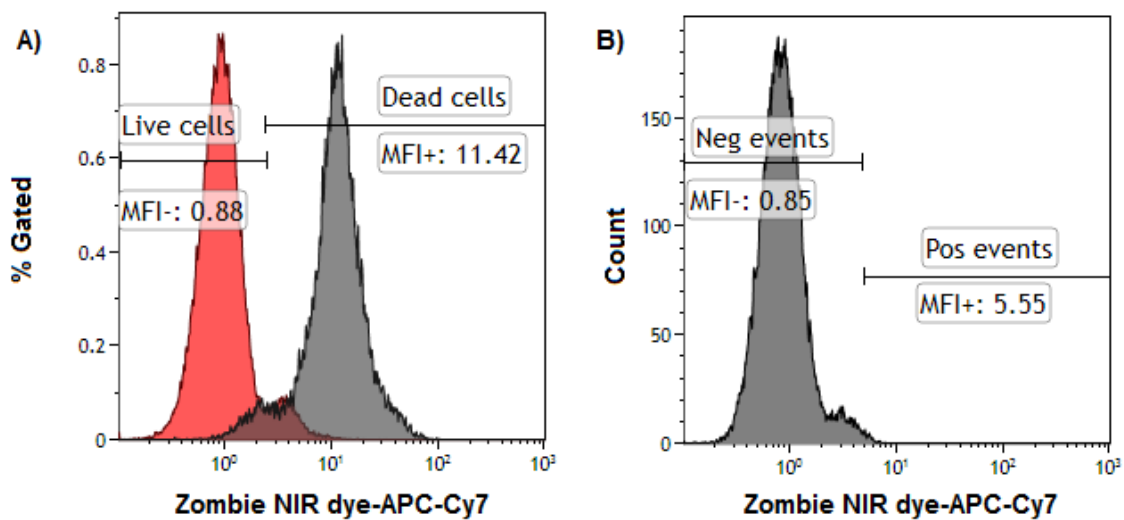 A)
% Gated
0.8
0.6
0.4
0.2
0
Live cells
MFI-: 0.88
Dead cells
MFI+: 11.42
10⁰ 10¹ 10² 10³
Zombie NIR dye-APC-Cy7
B)
Count
150
100
50
0
Neg events
MFI-: 0.85
Pos events
MFI+: 5.55
10⁰ 10¹ 10² 10³
Zombie NIR dye-APC-Cy7